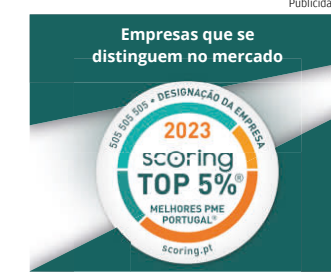 Publicida
Empresas que se
distinguem no mercado
505 505 505 + DESIGNAÇÃO DA EMPRESA
2023
scoring
TOP 5%®
MELHORES PME
PORTUGAL®
scoring.pt